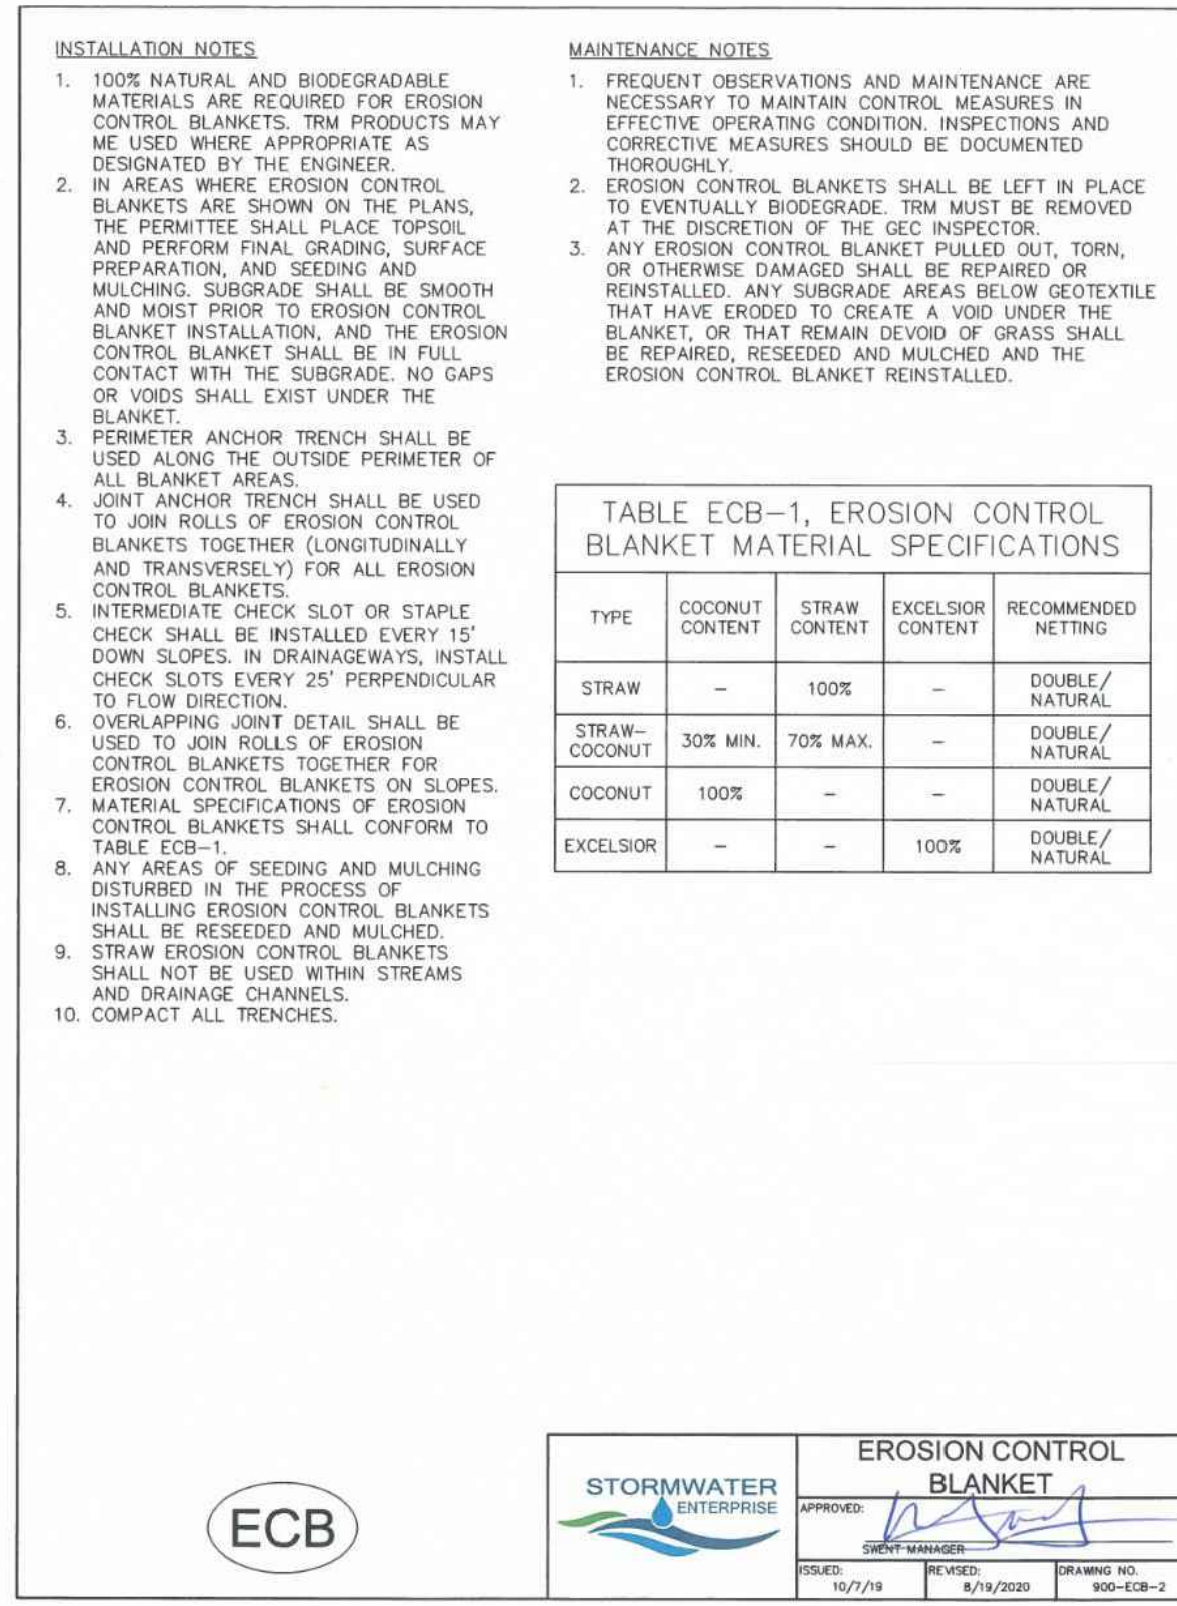 INSTALLATION NOTES
1. 100% NATURAL AND BIODEGRADABLE
MATERIALS ARE REQUIRED FOR EROSION
CONTROL BLANKETS. TRM PRODUCTS MAY
ME USED WHERE APPROPRIATE AS
DESIGNATED BY THE ENGINEER.
2. IN AREAS WHERE EROSION CONTROL
BLANKETS ARE SHOWN ON THE PLANS,
THE PERMITTEE SHALL PLACE TOPSOIL
AND PERFORM FINAL GRADING, SURFACE
PREPARATION, AND SEEDING AND
MULCHING. SUBGRADE SHALL BE SMOOTH
AND MOIST PRIOR TO EROSION CONTROL
BLANKET INSTALLATION, AND THE EROSION
CONTROL BLANKET SHALL BE IN FULL
CONTACT WITH THE SUBGRADE. NO GAPS
OR VOIDS SHALL EXIST UNDER THE
BLANKET.
3. PERIMETER ANCHOR TRENCH SHALL BE
USED ALONG THE OUTSIDE PERIMETER OF
ALL BLANKET AREAS.
4. JOINT ANCHOR TRENCH SHALL BE USED
TO JOIN ROLLS OF EROSION CONTROL
BLANKETS TOGETHER (LONGITUDINALLY
AND TRANSVERSELY) FOR ALL EROSION
CONTROL BLANKETS.
5. INTERMEDIATE CHECK SLOT OR STAPLE
CHECK SHALL BE INSTALLED EVERY 15'
DOWN SLOPES. IN DRAINAGEWAYS, INSTALL
CHECK SLOTS EVERY 25' PERPENDICULAR
TO FLOW DIRECTION.
6. OVERLAPPING JOINT DETAIL SHALL BE
USED TO JOIN ROLLS OF EROSION
CONTROL BLANKETS TOGETHER FOR
EROSION CONTROL BLANKETS ON SLOPES.
7. MATERIAL SPECIFICATIONS OF EROSION
CONTROL BLANKETS SHALL CONFORM TO
TABLE ECB-1.
8. ANY AREAS OF SEEDING AND MULCHING
DISTURBED IN THE PROCESS OF
INSTALLING EROSION CONTROL BLANKETS
SHALL BE RESEEDED AND MULCHED.
9. STRAW EROSION CONTROL BLANKETS
SHALL NOT BE USED WITHIN STREAMS
AND DRAINAGE CHANNELS.
10. COMPACT ALL TRENCHES.
MAINTENANCE NOTES
1. FREQUENT OBSERVATIONS AND MAINTENANCE ARE
NECESSARY TO MAINTAIN CONTROL MEASURES IN
EFFECTIVE OPERATING CONDITION. INSPECTIONS AND
CORRECTIVE MEASURES SHOULD BE DOCUMENTED
THOROUGHLY.
2. EROSION CONTROL BLANKETS SHALL BE LEFT IN PLACE
TO EVENTUALLY BIODEGRADE. TRM MUST BE REMOVED
AT THE DISCRETION OF THE GEC INSPECTOR.
3. ANY EROSION CONTROL BLANKET PULLED OUT, TORN,
OR OTHERWISE DAMAGED SHALL BE REPAIRED OR
REINSTALLED. ANY SUBGRADE AREAS BELOW GEOTEXTILE
THAT HAVE ERODED TO CREATE A VOID UNDER THE
BLANKET, OR THAT REMAIN DEVOID OF GRASS SHALL
BE REPAIRED, RESEEDED AND MULCHED AND THE
EROSION CONTROL BLANKET REINSTALLED.
TABLE ECB-1, EROSION CONTROL
BLANKET MATERIAL SPECIFICATIONS
TYPE COCONUT CONTENT STRAW CONTENT EXCELSIOR CONTENT RECOMMENDED NETTING
STRAW - 100% - DOUBLE/ NATURAL
STRAW-COCONUT 30% MIN. 70% MAX. - DOUBLE/ NATURAL
COCONUT 100% - - DOUBLE/ NATURAL
EXCELSIOR - - 100% DOUBLE/ NATURAL
ECB
STORMWATER
ENTERPRISE
EROSION CONTROL
BLANKET
APPROVED:
SWENT MANAGER
ISSUED: 10/7/19
REVISED: 8/19/2020
DRAWING NO. 900-ECB-2